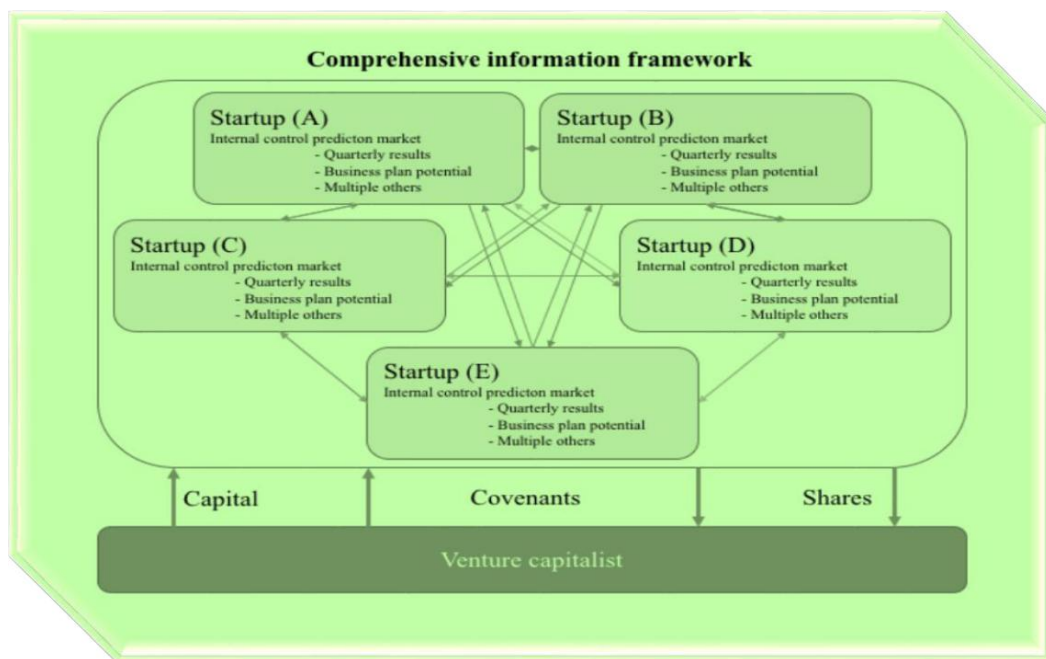 Comprehensive information framework
Startup (A)
Internal control predicton market
- Quarterly results
- Business plan potential
- Multiple others
Startup (B)
Internal control predicton market
- Quarterly results
- Business plan potential
- Multiple others
Startup (C)
Internal control predicton market
- Quarterly results
- Business plan potential
- Multiple others
Startup (D)
Internal control predicton market
- Quarterly results
- Business plan potential
- Multiple others
Startup (E)
Internal control predicton market
- Quarterly results
- Business plan potential
- Multiple others
Capital
Covenants
Shares
Venture capitalist